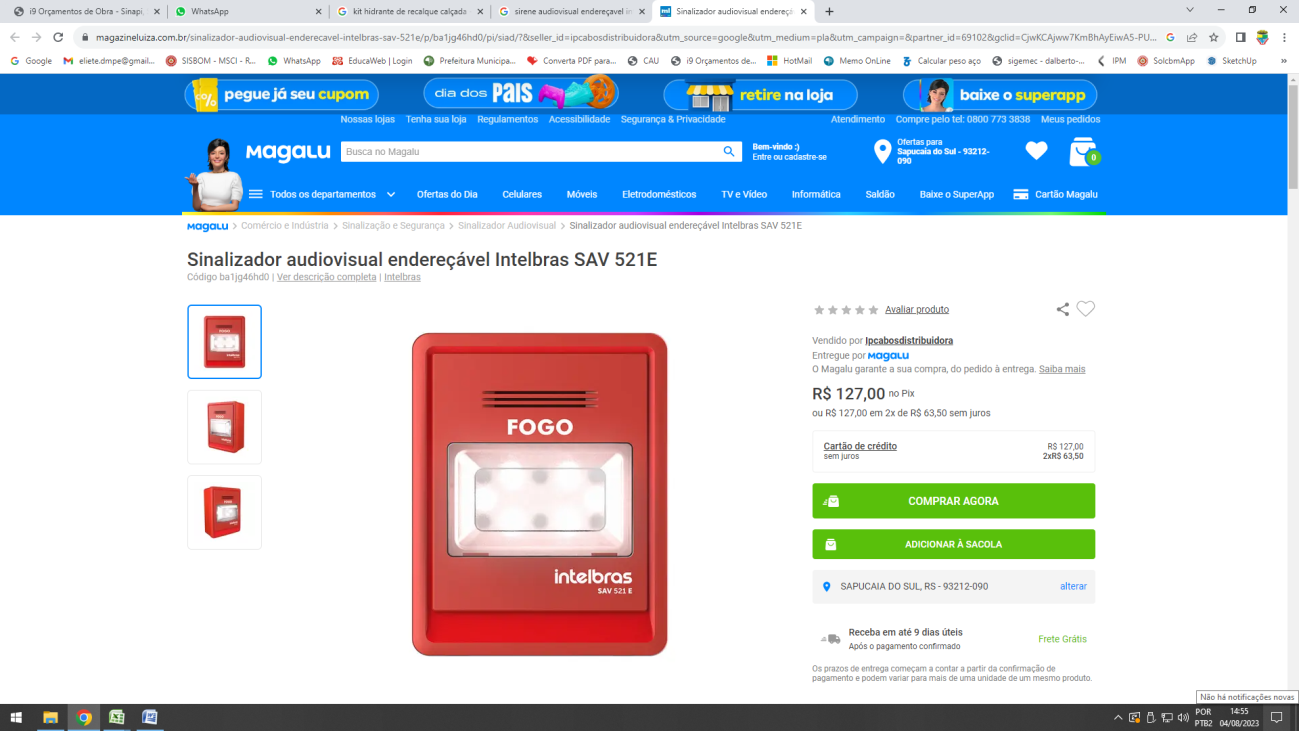 i9 Orçamentos de Obra - Sinapi,
WhatsApp
kit hidrante de recalque calçada
sirene audiovisual endereçavel in
Sinalizador audiovisual endereçá
magazineluiza.com.br/sinalizador-audiovisual-enderecavel-intelbras-sav-521e/p/ba1jg46hd0/pi/siad/?&seller_id=ipcabosdistribuidora&utm_source=google&utm_medium=pla&utm_campaign=&partner_id=69102&gclid=CjwKCAjww7KmBhAyEiwA5-PU...
Google
eliete.dmpe@gmail...
SISBOM - MSCI - R...
WhatsApp
EducaWeb | Login
Prefeitura Municipa...
Converta PDF para...
CAU
i9 Orçamentos de...
HotMail
Memo OnLine
Calcular peso aço
sigemec - dalberto-...
IPM
SolcbmApp
SketchUp
»
% pegue já seu cupom
dia dos PAIS
retire na loja
baixe o superapp
Nossas lojas Tenha sua loja Regulamentos Acessibilidade Segurança & Privacidade
Atendimento Compre pelo tel: 0800 773 3838 Meus pedidos
Magalu
Busca no Magalu
Bem-vindo :)
Entre ou cadastre-se
Ofertas para
Sapucaia do Sul - 93212-
090
0
Todos os departamentos
Ofertas do Dia
Celulares
Móveis
Eletrodomésticos
TV e Vídeo
Informática
Saldão
Baixe o SuperApp
Cartão Magalu
Magalu > Comércio e Indústria > Sinalização e Segurança > Sinalizador Audiovisual > Sinalizador audiovisual endereçável Intelbras SAV 521E
Sinalizador audiovisual endereçável Intelbras SAV 521E
Código ba1jg46hd0 | Ver descrição completa | Intelbras
FOGO
intelbras
SAV 521 E
Avaliar produto
Vendido por Ipcabosdistribuidora
Entregue por Magalu
O Magalu garante a sua compra, do pedido à entrega. Saiba mais
R$ 127,00 no Pix
ou R$ 127,00 em 2x de R$ 63,50 sem juros
Cartão de crédito
sem juros
R$ 127,00
2xR$ 63,50
COMPRAR AGORA
ADICIONAR À SACOLA
SAPUCAIA DO SUL, RS - 93212-090
alterar
Receba em até 9 dias úteis
Após o pagamento confirmado
Frete Grátis
Os prazos de entrega começam a contar a partir da confirmação de
pagamento e podem variar para mais de uma unidade de um mesmo produto.
Não há notificações novas
POR
PTB2
14:55
04/08/2023